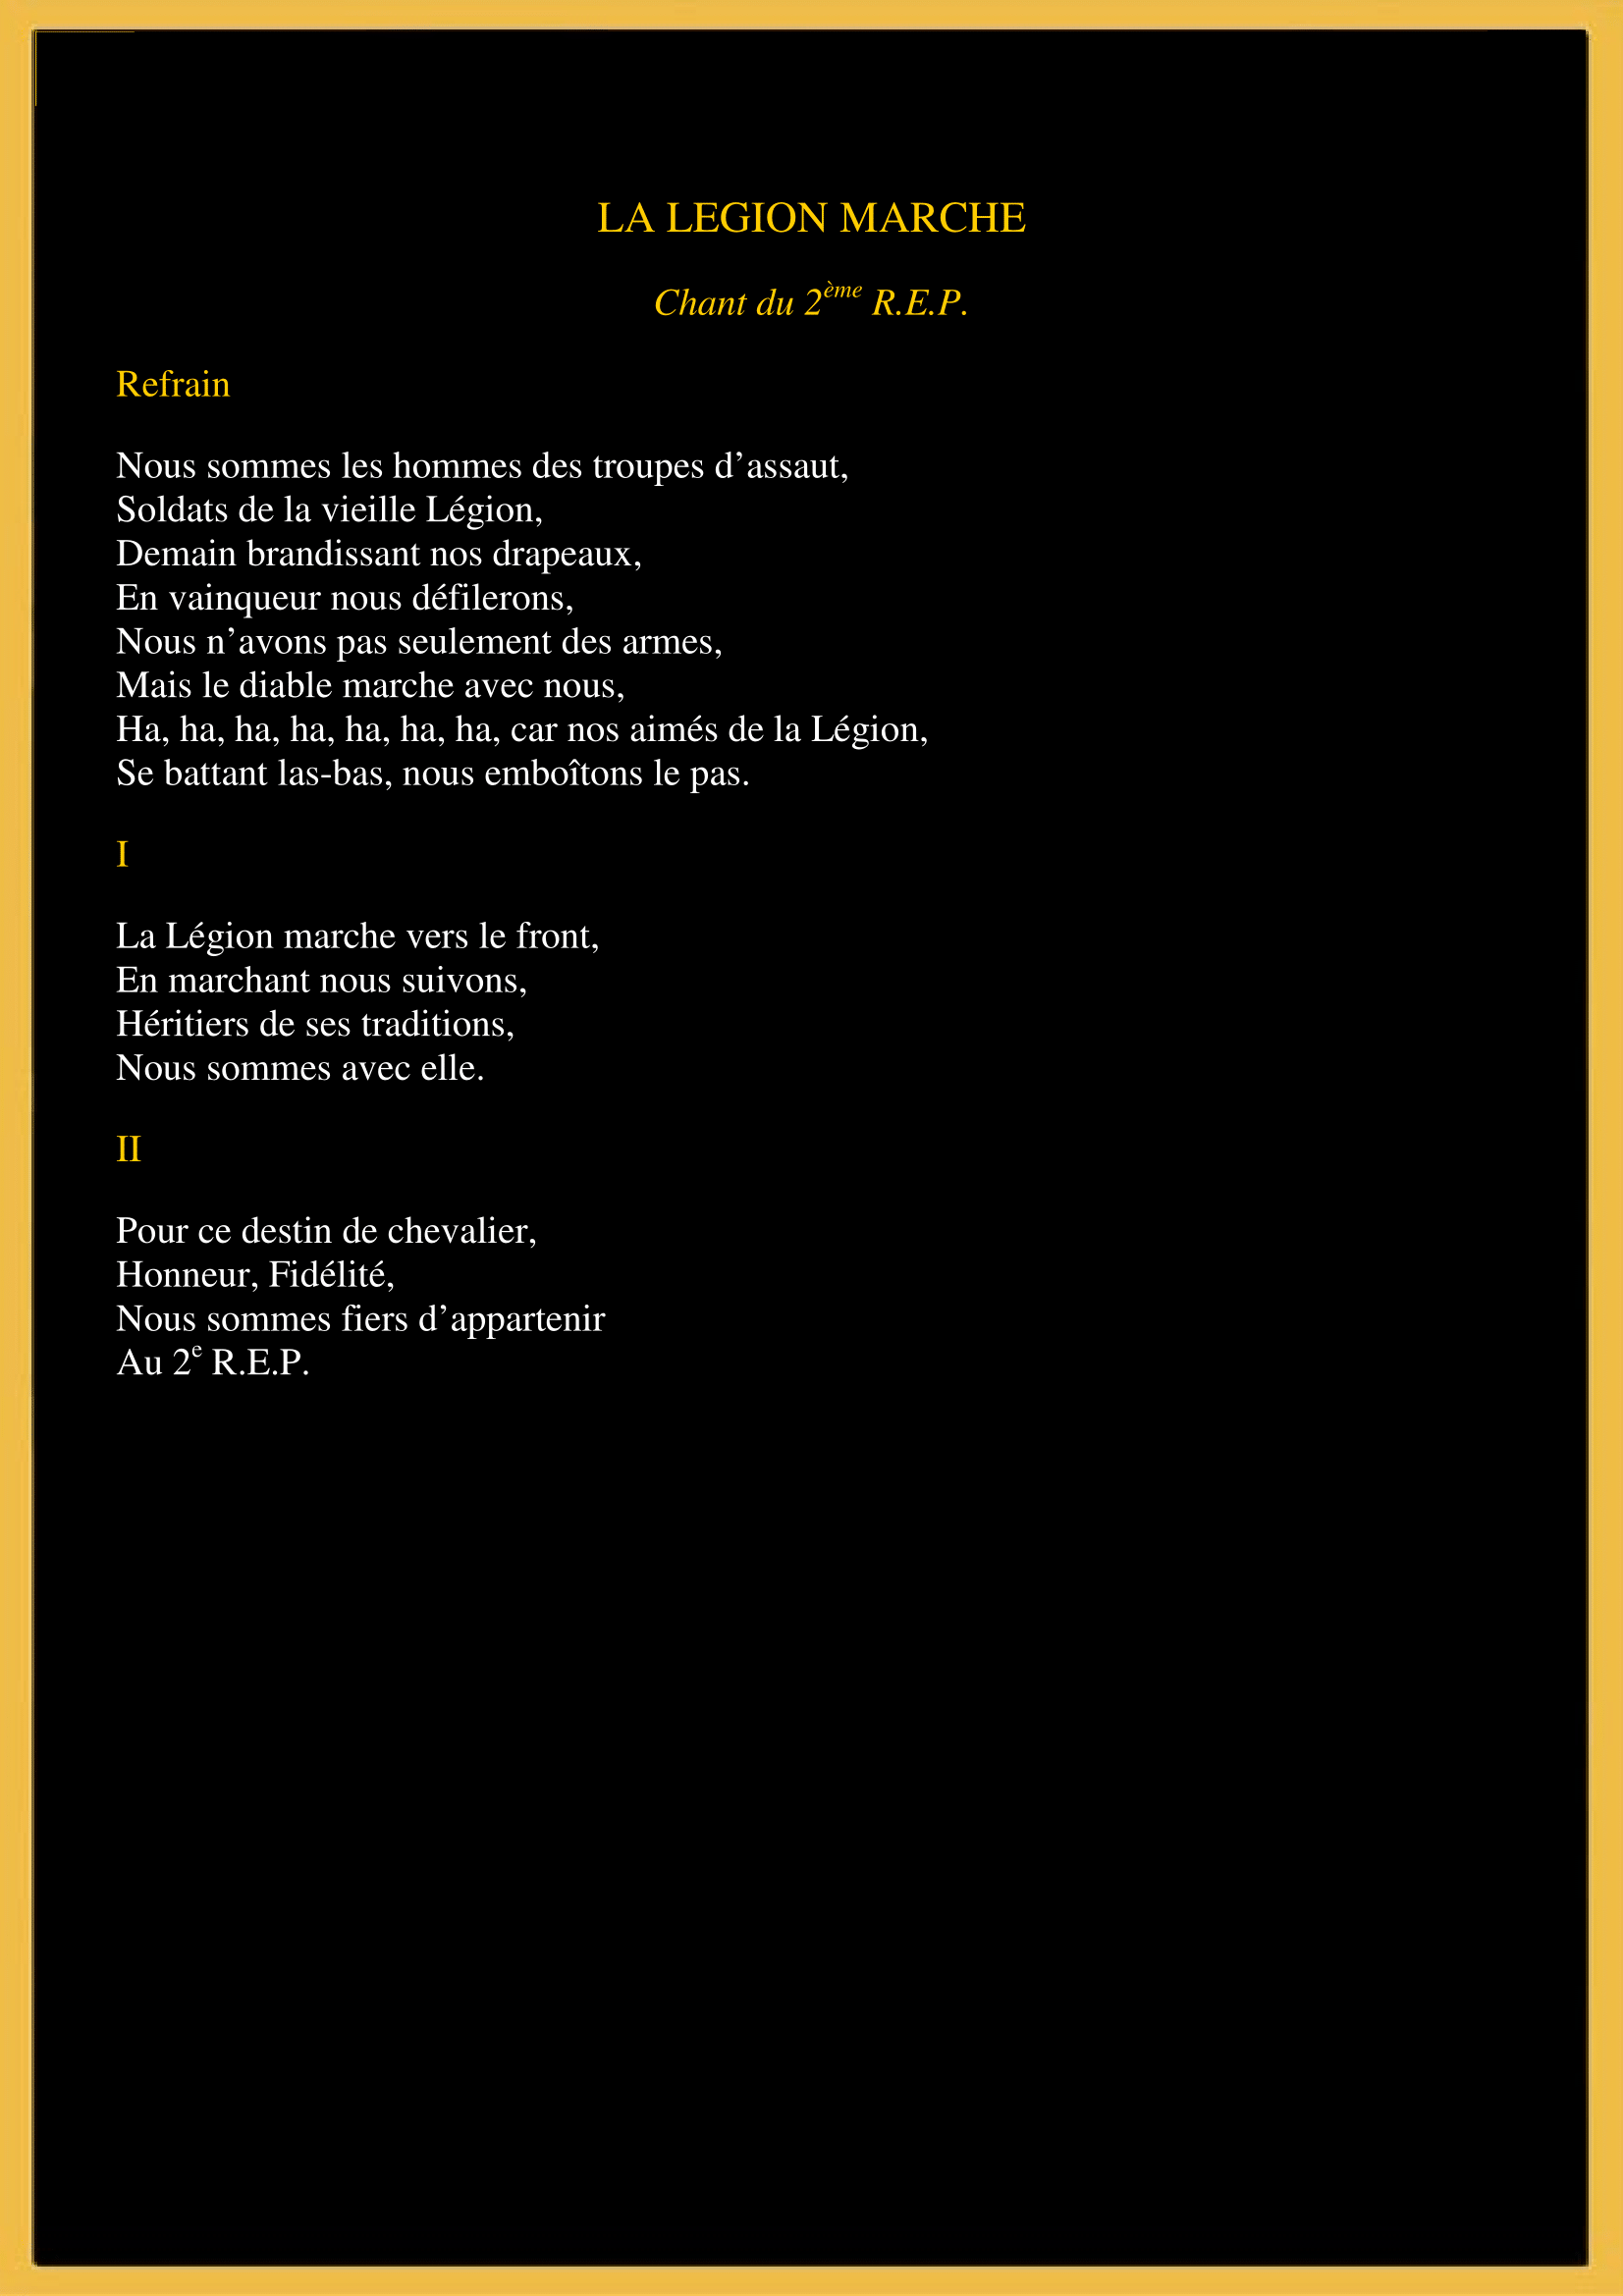 LA LEGION MARCHE
Chant du 2ème R.E.P.
Refrain
Nous sommes les hommes des troupes d’assaut,
Soldats de la vieille Légion,
Demain brandissant nos drapeaux,
En vainqueur nous défilerons,
Nous n’avons pas seulement des armes,
Mais le diable marche avec nous,
Ha, ha, ha, ha, ha, ha, ha, car nos aimés de la Légion,
Se battant las-bas, nous emboîtons le pas.
I
La Légion marche vers le front,
En marchant nous suivons,
Héritiers de ses traditions,
Nous sommes avec elle.
II
Pour ce destin de chevalier,
Honneur, Fidélité,
Nous sommes fiers d’appartenir
Au 2e R.E.P.